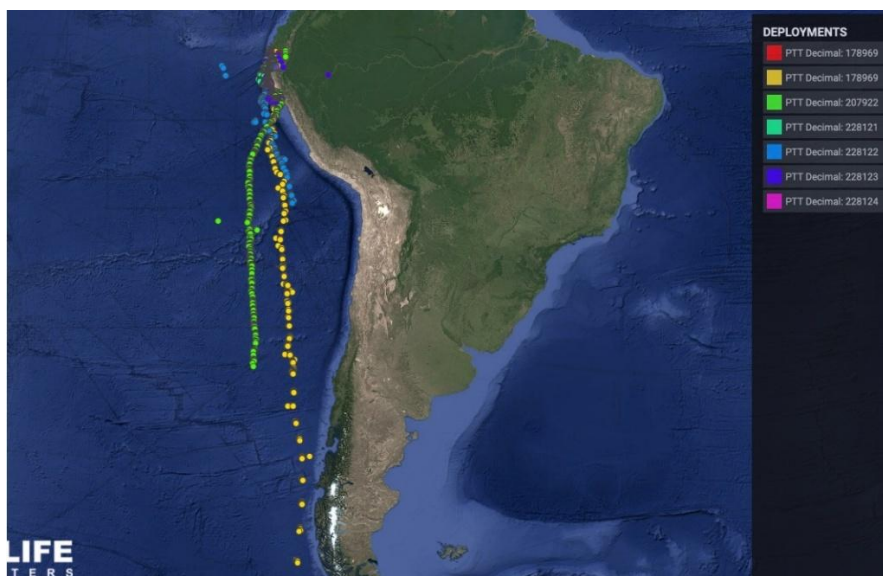 DEPLOYMENTS
PTT Decimal: 178969
PTT Decimal: 178969
PTT Decimal: 207922
PTT Decimal: 228121
PTT Decimal: 228122
PTT Decimal: 228123
PTT Decimal: 228124
LIFE
TERS